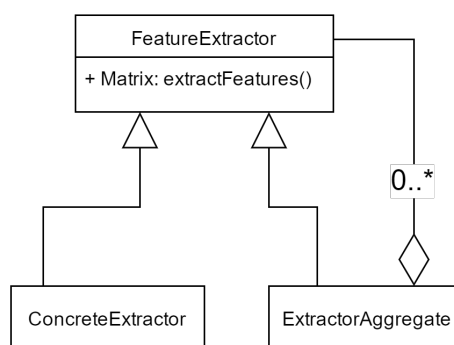 FeatureExtractor
+ Matrix: extractFeatures()
0..*
ConcreteExtractor
ExtractorAggregate